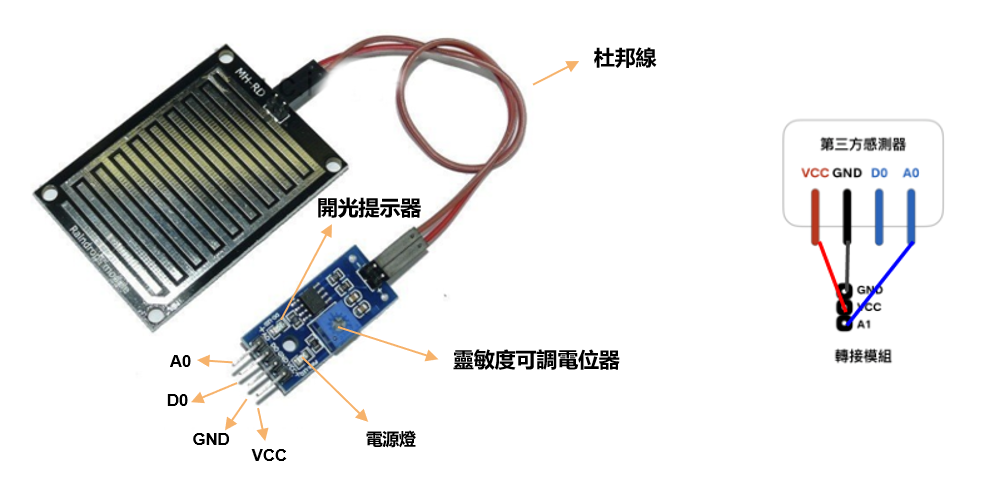 杜邦線
MH-RD
開光提示器
Raindrops module
A0
D0
GND
VCC
靈敏度可調電位器
電源燈
第三方感測器
VCC GND D0 A0
GND
VCC
A1
轉接模組